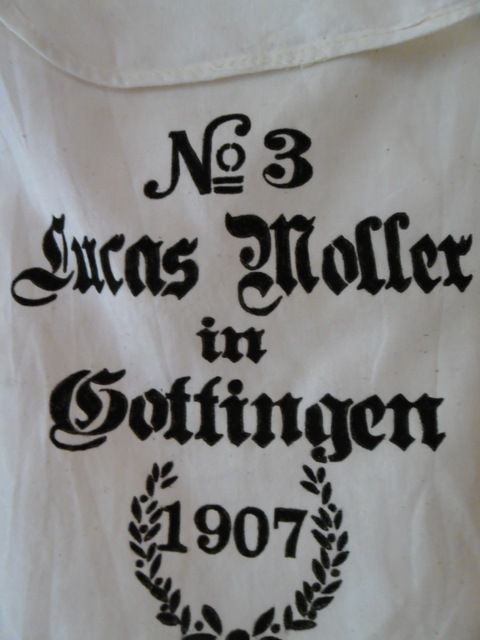 No 3
Lucas Moller
in
Gottingen
1907